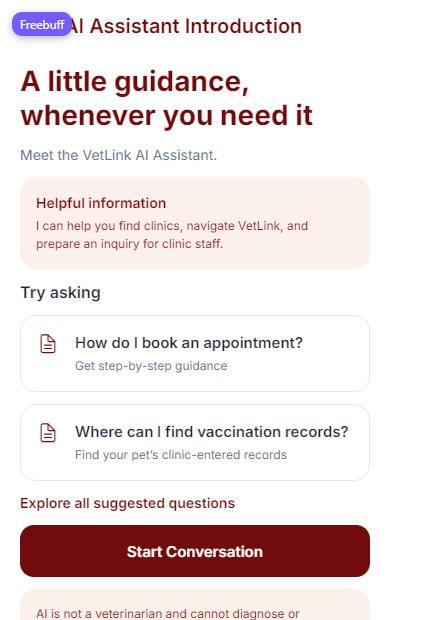 Freebuff
AI Assistant Introduction
A little guidance,
whenever you need it
Meet the VetLink AI Assistant.
Helpful information
I can help you find clinics, navigate VetLink, and
prepare an inquiry for clinic staff.
Try asking
How do I book an appointment?
Get step-by-step guidance
Where can I find vaccination records?
Find your pet's clinic-entered records
Explore all suggested questions
Start Conversation
AI is not a veterinarian and cannot diagnose or